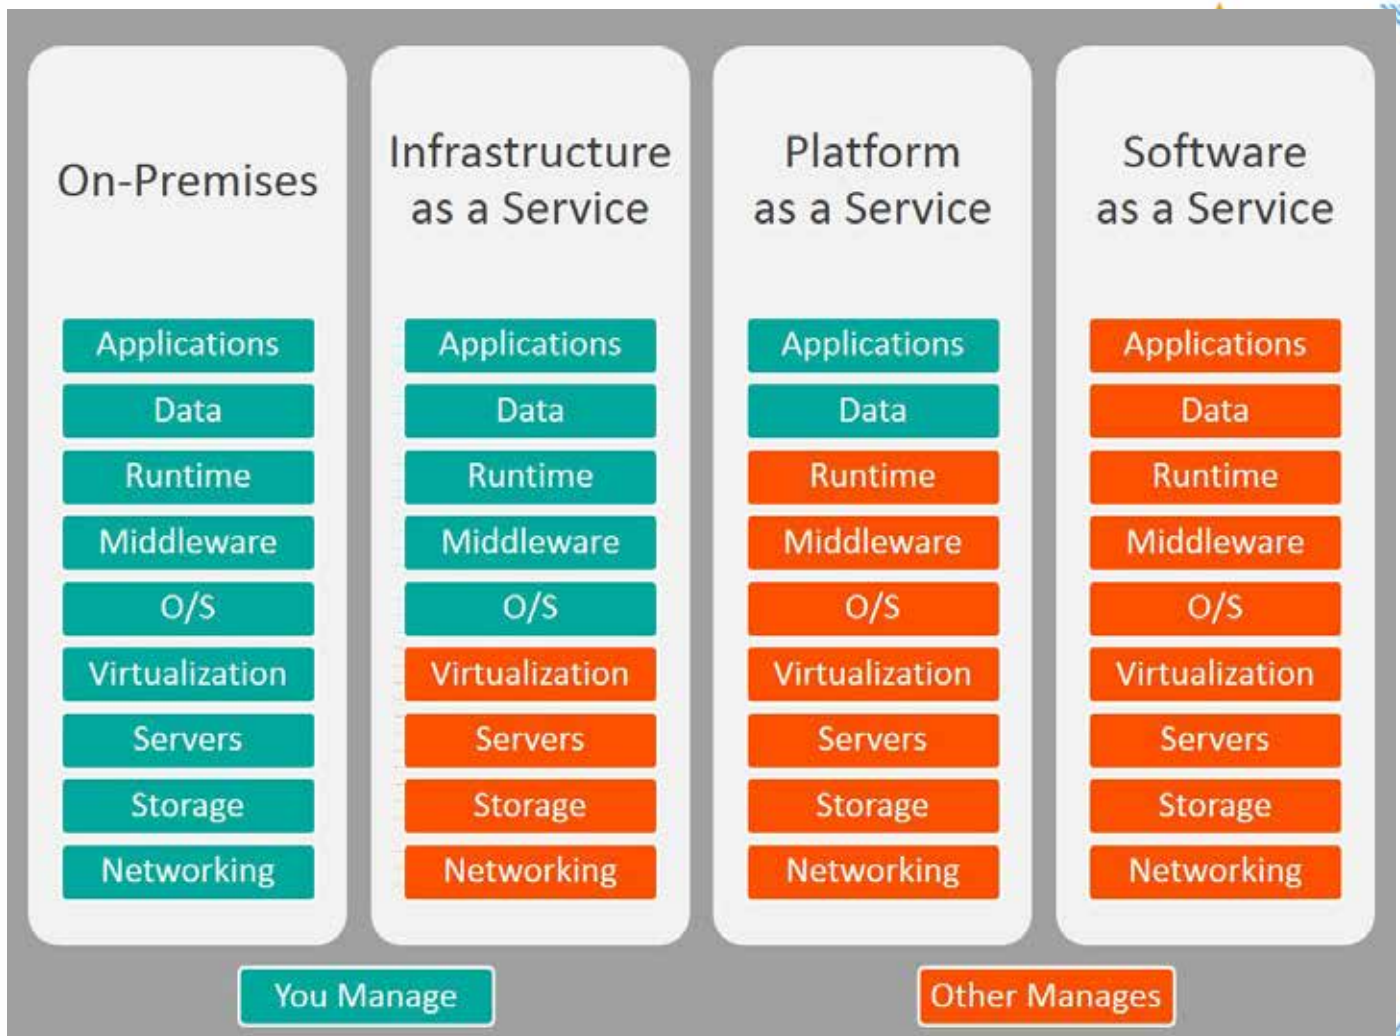 On-Premises
Applications
Data
Runtime
Middleware
O/S
Virtualization
Servers
Storage
Networking
Infrastructure
as a Service
Applications
Data
Runtime
Middleware
O/S
Virtualization
Servers
Storage
Networking
Platform
as a Service
Applications
Data
Runtime
Middleware
O/S
Virtualization
Servers
Storage
Networking
Software
as a Service
Applications
Data
Runtime
Middleware
O/S
Virtualization
Servers
Storage
Networking
You Manage
Other Manages